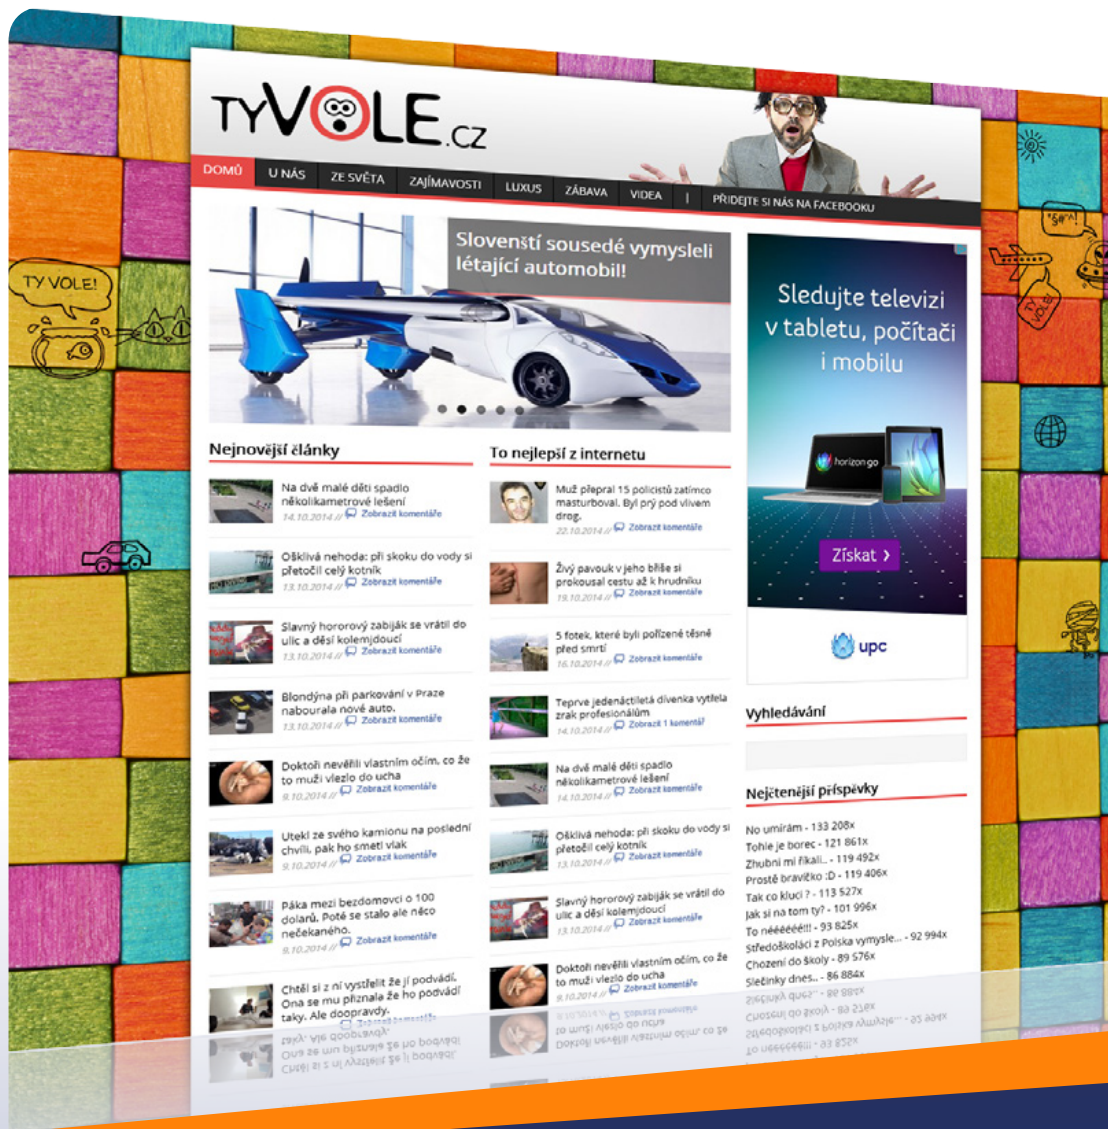 TYVOLE.CZ
DOMŮ U NÁS ZE SVĚTA ZAJÍMAVOSTI LUXUS ZÁBAVA VIDEA | PŘIDEJTE SI NÁS NA FACEBOOKU
TY VOLE!
"§#^\!
TY VOLE!
Slovenští sousedé vymysleli
létající automobil!
Sledujte televizi
v tabletu, počítači
i mobilu
horizon go
Získat ›
upc
Nejnovější články
Na dvě malé děti spadlo
několikametrové lešení
14.10.2014 // Zobrazit komentáře
Ošklivá nehoda: při skoku do vody si
přetočil celý kotník
13.10.2014 // Zobrazit komentáře
Slavný hororový zabiják se vrátil do
ulic a děsí kolemjdoucí
13.10.2014 // Zobrazit komentáře
Blondýna při parkování v Praze
nabourala nové auto.
13.10.2014 // Zobrazit komentáře
Doktoři nevěřili vlastním očím, co že
to muži vlezlo do ucha
9.10.2014 // Zobrazit komentáře
Utekl ze svého kamionu na poslední
chvíli, pak ho smetl vlak
9.10.2014 // Zobrazit komentáře
Páka mezi bezdomovci o 100
dolarů. Poté se stalo ale něco
nečekaného.
9.10.2014 // Zobrazit komentáře
Chtěl si z ní vystřelit že jí podvádí.
Ona se mu přiznala že ho podvádí
taky. Ale doopravdy.
To nejlepší z internetu
Muž přepral 15 policistů zatímco
masturboval. Byl prý pod vlivem
drog.
22.10.2014 // Zobrazit komentáře
Živý pavouk v jeho břiše si
prokousal cestu až k hrudníku
19.10.2014 // Zobrazit komentáře
5 fotek, které byli pořízené těsně
před smrtí
16.10.2014 // Zobrazit komentáře
Teprve jedenáctiletá dívenka vytřela
zrak profesionálům
14.10.2014 // Zobrazit 1 komentář
Na dvě malé děti spadlo
několikametrové lešení
14.10.2014 // Zobrazit komentáře
Ošklivá nehoda: při skoku do vody si
přetočil celý kotník
13.10.2014 // Zobrazit komentáře
Slavný hororový zabiják se vrátil do
ulic a děsí kolemjdoucí
13.10.2014 // Zobrazit komentáře
Doktoři nevěřili vlastním očím, co že
to muži vlezlo do ucha
9.10.2014 // Zobrazit komentáře
Vyhledávání
Nejčtenější příspěvky
No umírám - 133 208x
Tohle je borec - 121 861x
Zhubni mi říkali.. - 119 492x
Prostě bravíčko :D - 119 406x
Tak co kluci ? - 113 527x
Jak si na tom ty? - 101 996x
To nééééééé!!! - 93 825x
Středoškoláci z Polska vymysle... - 92 994x
Chození do školy - 89 576x
Slečinky dnes.. - 86 884x